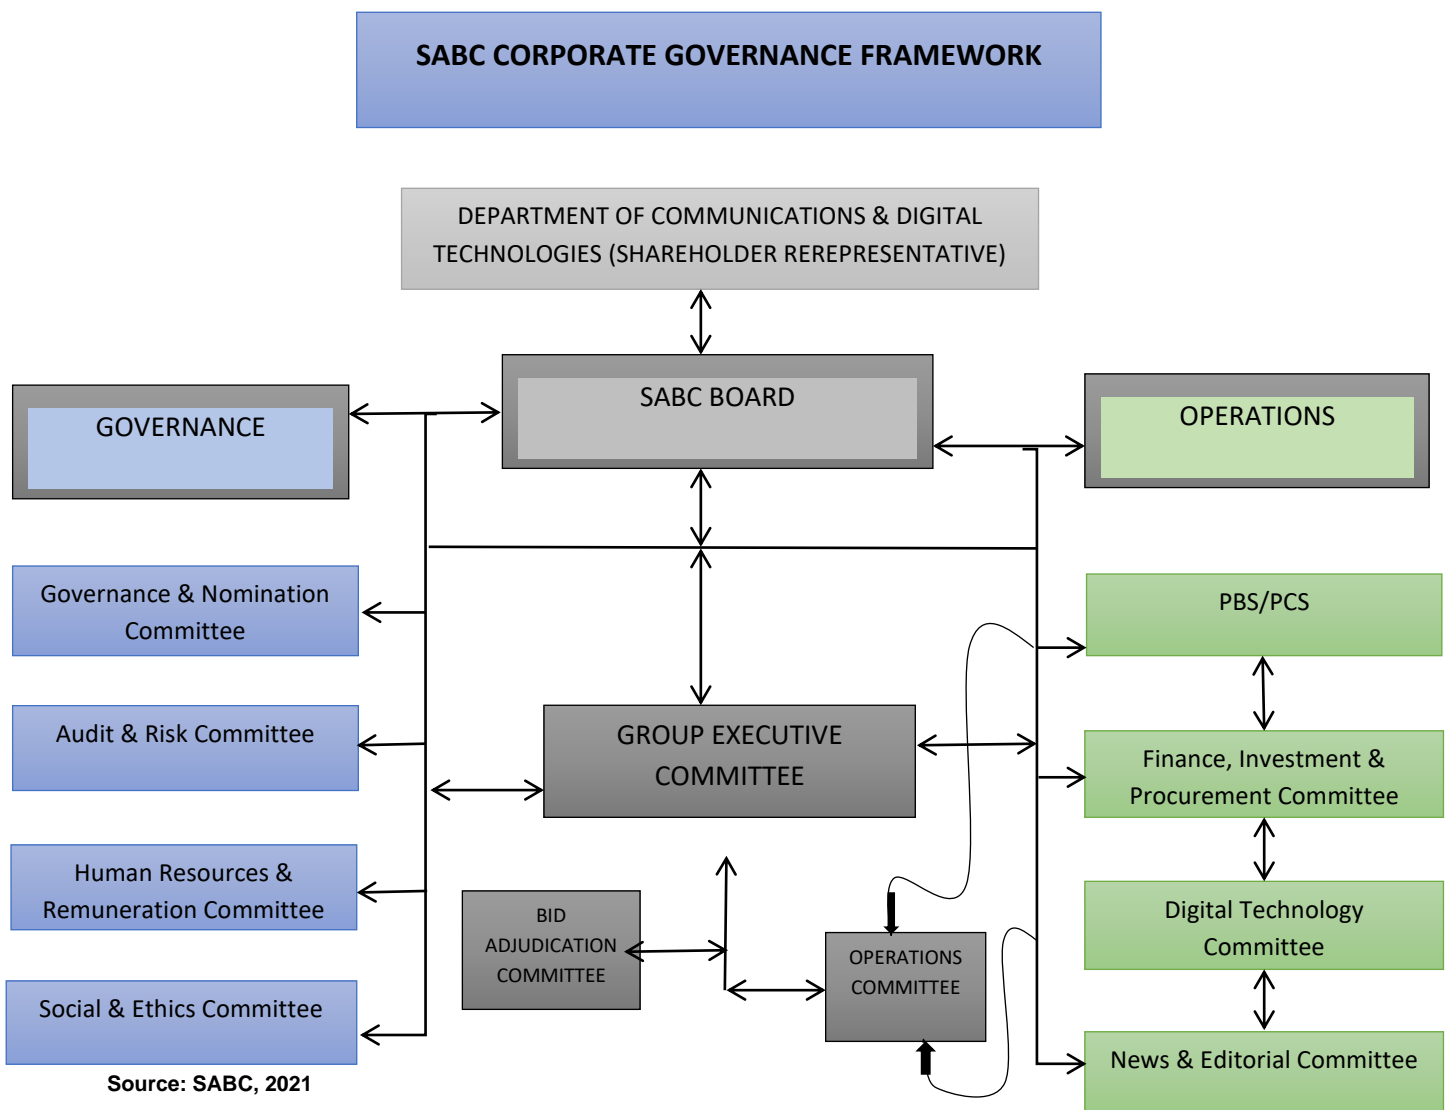 SABC CORPORATE GOVERNANCE FRAMEWORK
DEPARTMENT OF COMMUNICATIONS & DIGITAL
TECHNOLOGIES (SHAREHOLDER REREPRESENTATIVE)
GOVERNANCE
SABC BOARD
OPERATIONS
Governance & Nomination
Committee
Audit & Risk Committee
Human Resources &
Remuneration Committee
Social & Ethics Committee
GROUP EXECUTIVE
COMMITTEE
BID
ADJUDICATION
COMMITTEE
OPERATIONS
COMMITTEE
PBS/PCS
Finance, Investment &
Procurement Committee
Digital Technology
Committee
News & Editorial Committee
Source: SABC, 2021